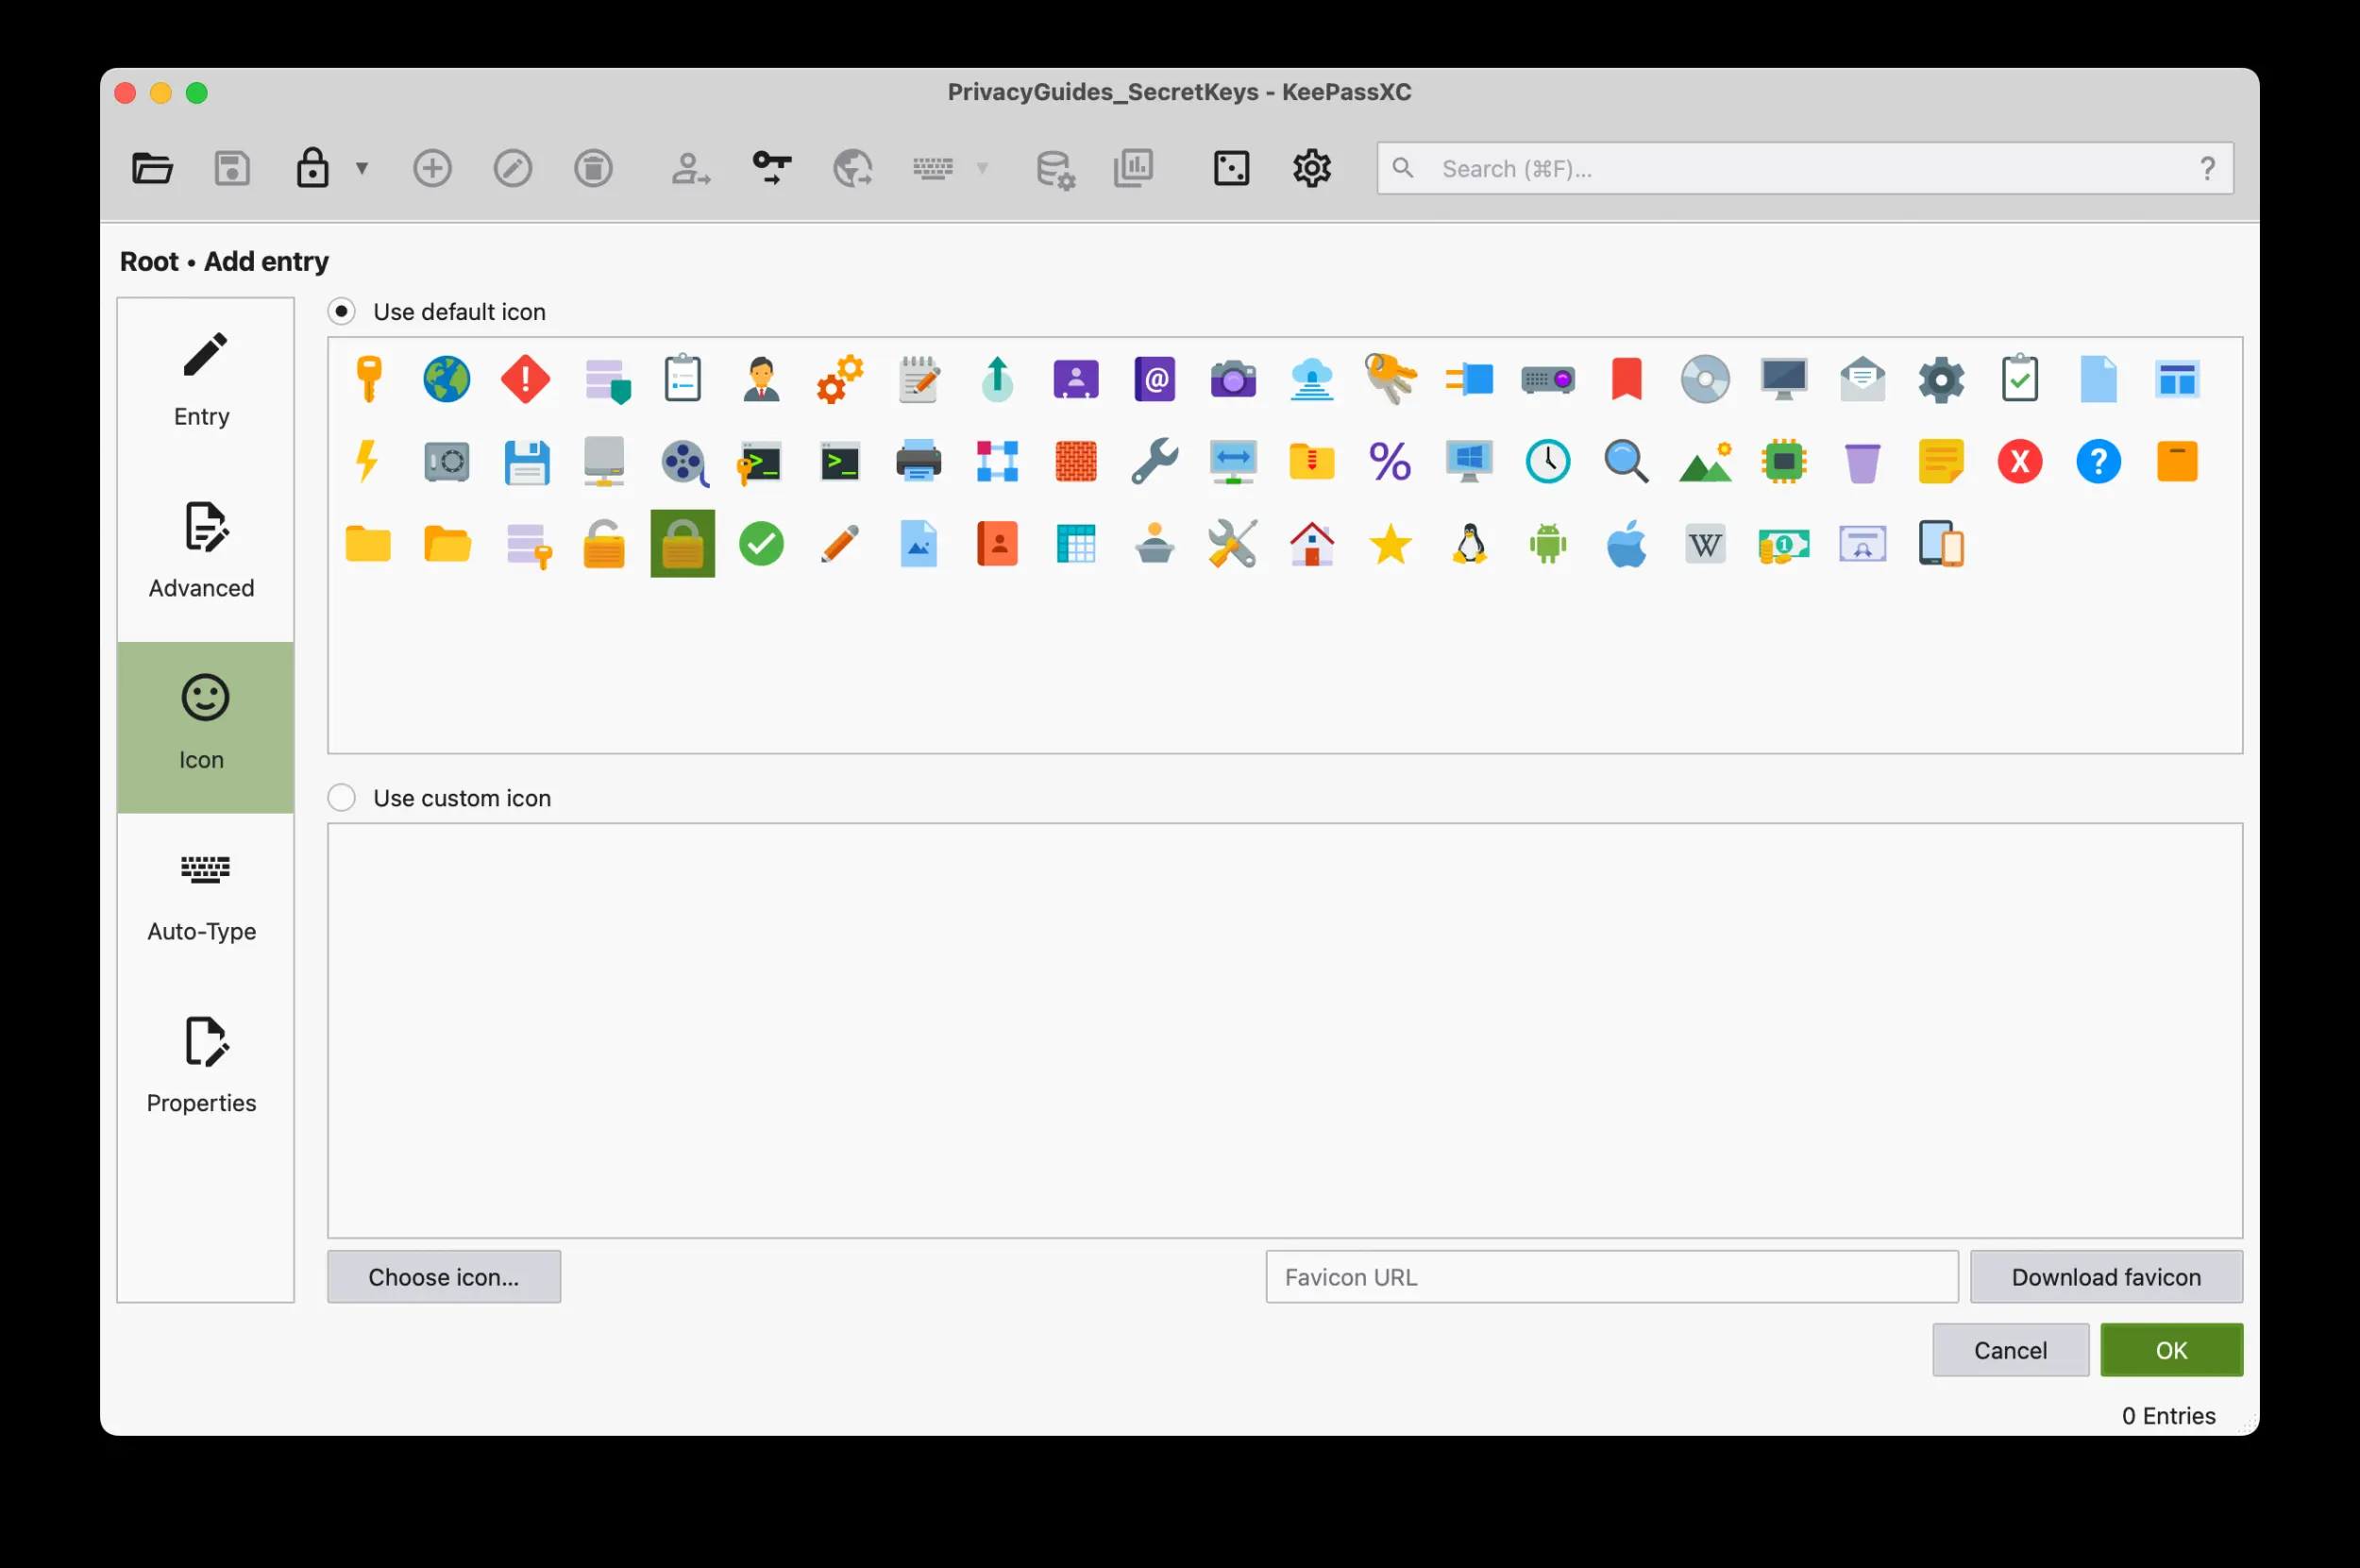 PrivacyGuides_SecretKeys - KeePassXC
Search (⌘F)...
?
Root • Add entry
Entry
Advanced
Icon
Auto-Type
Properties
Use default icon
Use custom icon
Choose icon...
Favicon URL
Download favicon
Cancel
OK
0 Entries